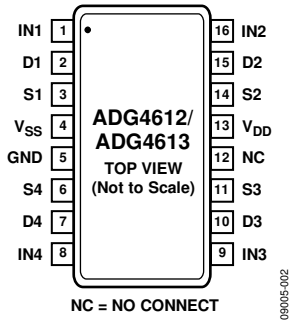 IN1 1 16 IN2
D1 2 15 D2
S1 3 14 S2
VSS 4 13 VDD
GND 5 12 NC
S4 6 11 S3
D4 7 10 D3
IN4 8 9 IN3
ADG4612/
ADG4613
TOP VIEW
(Not to Scale)
NC = NO CONNECT
09005-002